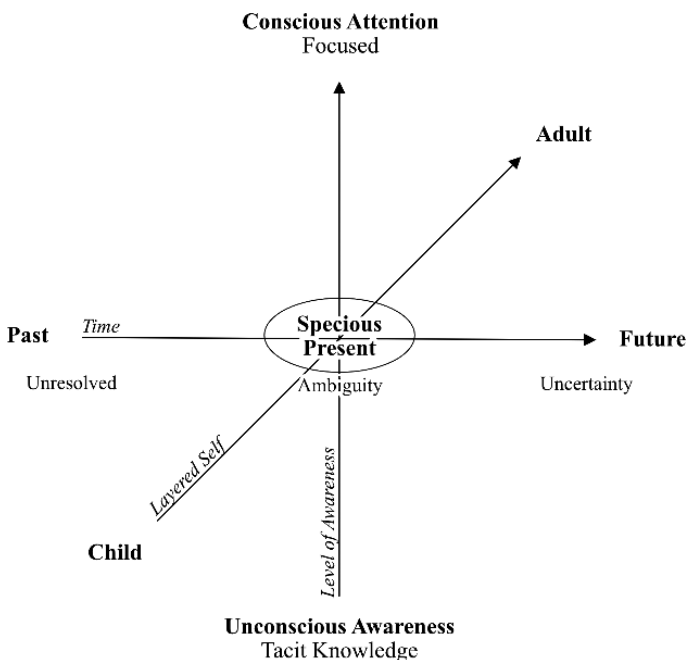 Conscious Attention
Focused
Adult
Time
Past
Specious
Present
Future
Unresolved
Ambiguity
Uncertainty
Layered Self
Level of Awareness
Child
Unconscious Awareness
Tacit Knowledge